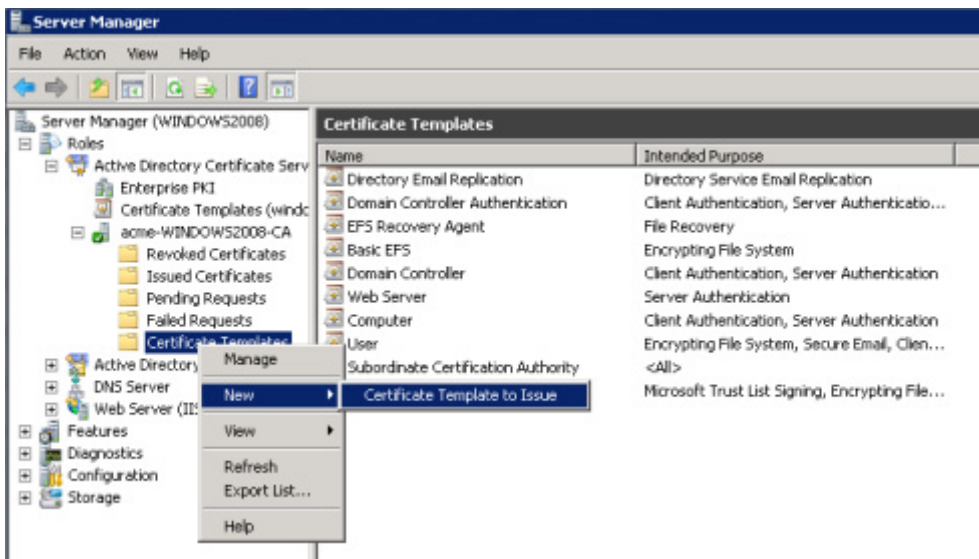 Server Manager
File Action View Help
Server Manager (WINDOWS2008)
Roles
Active Directory Certificate Serv
Enterprise PKI
Certificate Templates (windc
acme-WINDOWS2008-CA
Revoked Certificates
Issued Certificates
Pending Requests
Failed Requests
Certificate Templates
Active Directory
DNS Server
Web Server (IIS
Features
Diagnostics
Configuration
Storage
Manage
New
View
Refresh
Export List...
Help
Certificate Template to Issue
Certificate Templates
Name Intended Purpose
Directory Email Replication Directory Service Email Replication
Domain Controller Authentication Client Authentication, Server Authenticatio...
EFS Recovery Agent File Recovery
Basic EFS Encrypting File System
Domain Controller Client Authentication, Server Authentication
Web Server Server Authentication
Computer Client Authentication, Server Authentication
User Encrypting File System, Secure Email, Clien...
Subordinate Certification Authority <All>
Microsoft Trust List Signing, Encrypting File...